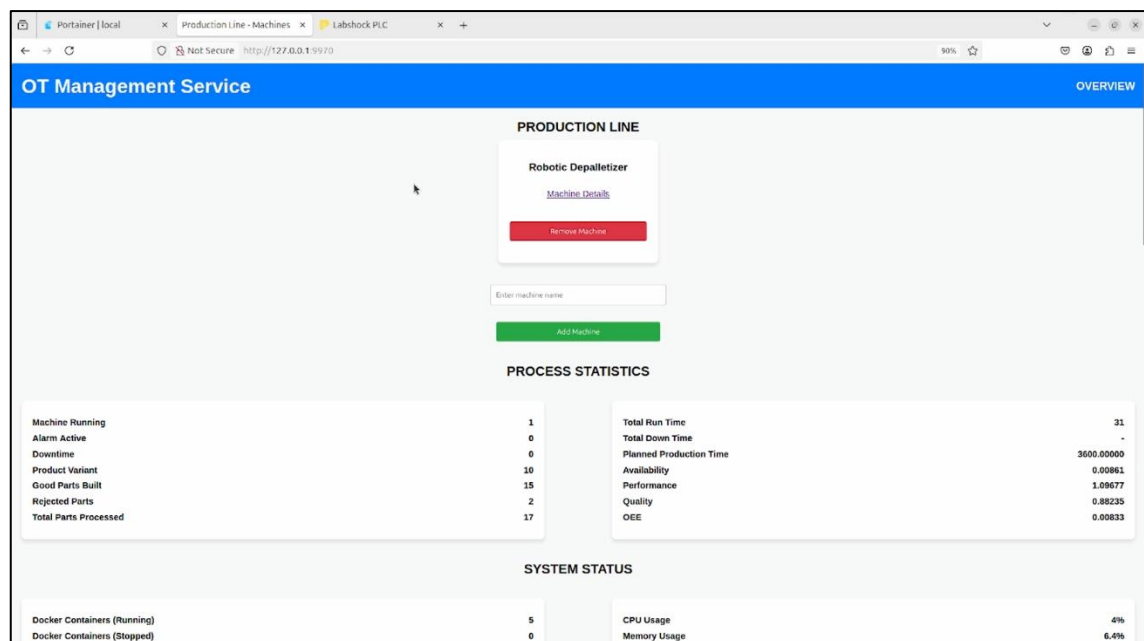 Portainer | local
Production Line - Machines
Labshock PLC
Not Secure http://127.0.0.1:9970
90%
OT Management Service
OVERVIEW
PRODUCTION LINE
Robotic Depalletizer
Machine Details
Remove Machine
Enter machine name
Add Machine
PROCESS STATISTICS
Machine Running 1
Alarm Active 0
Downtime 0
Product Variant 10
Good Parts Built 15
Rejected Parts 2
Total Parts Processed 17
Total Run Time 31
Total Down Time -
Planned Production Time 3600.00000
Availability 0.00861
Performance 1.09677
Quality 0.88235
OEE 0.00833
SYSTEM STATUS
Docker Containers (Running) 5
Docker Containers (Stopped) 0
CPU Usage 4%
Memory Usage 6.4%